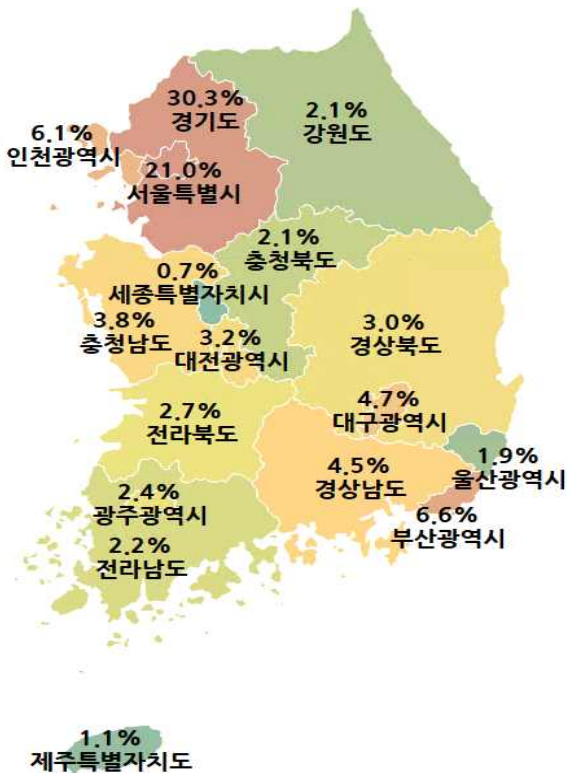 30.3%
경기도
2.1%
강원도
6.1%
인천광역시
21.0%
서울특별시
2.1%
충청북도
0.7%
세종특별자치시
3.8%
충청남도
3.2%
대전광역시
3.0%
경상북도
2.7%
전라북도
4.7%
대구광역시
1.9%
울산광역시
4.5%
경상남도
2.4%
광주광역시
6.6%
부산광역시
2.2%
전라남도
1.1%
제주특별자치도